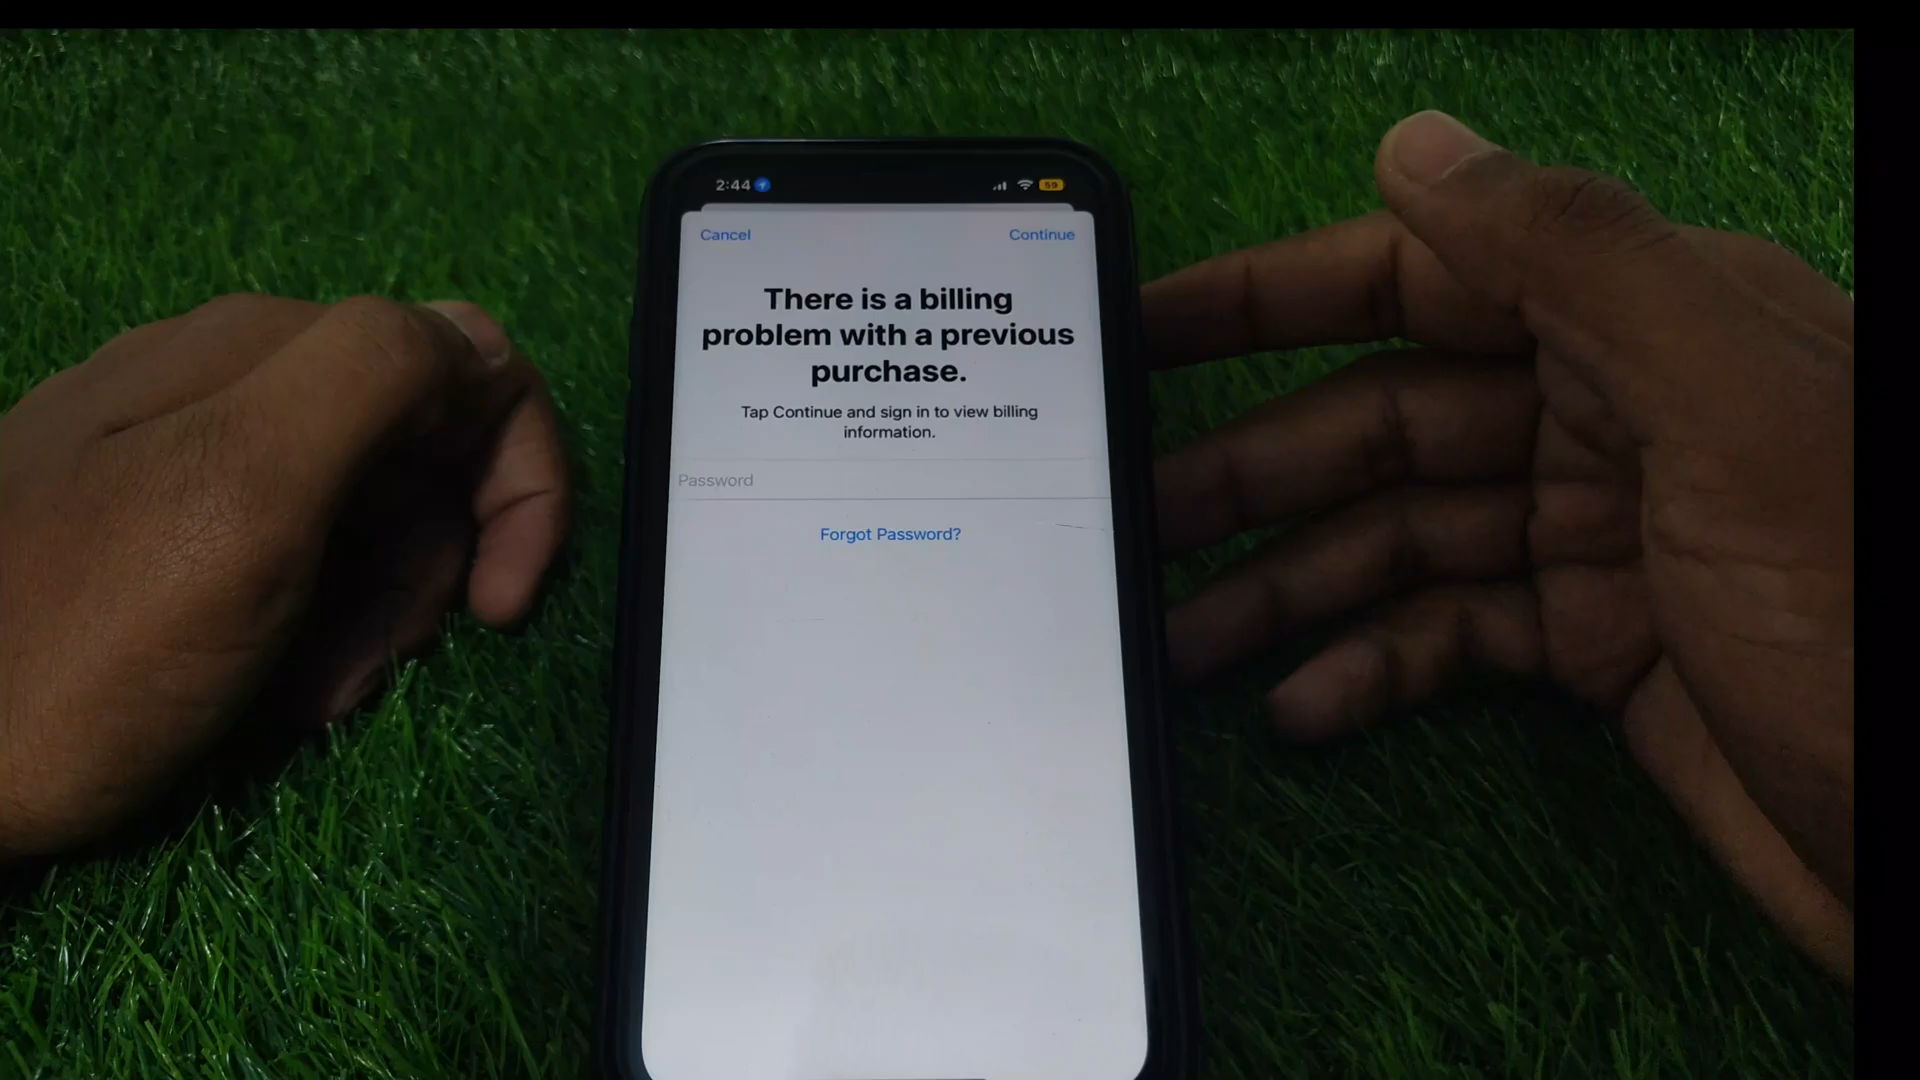 2:44
59
Cancel
Continue
There is a billing
problem with a previous
purchase.
Tap Continue and sign in to view billing
information.
Password
Forgot Password?